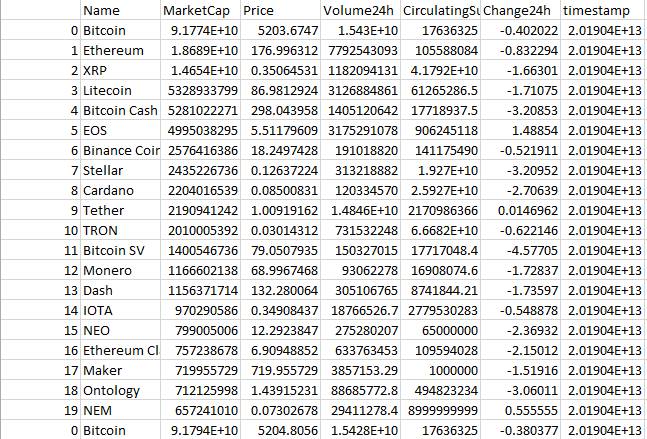 Name MarketCap Price Volume24h CirculatingSu Change24h timestamp
0 Bitcoin 9.1774E+10 5203.6747 1.543E+10 17636325 -0.402022 2.01904E+13
1 Ethereum 1.8689E+10 176.996312 7792543093 105588084 -0.832294 2.01904E+13
2 XRP 1.4654E+10 0.35064531 1182094131 4.1792E+10 -1.66301 2.01904E+13
3 Litecoin 5328933799 86.9812924 3126884861 61265286.5 -1.71075 2.01904E+13
4 Bitcoin Cash 5281022271 298.043958 1405120642 17718937.5 -3.20853 2.01904E+13
5 EOS 4995038295 5.51179609 3175291078 906245118 1.48854 2.01904E+13
6 Binance Coin 2576416386 18.2497428 191018820 141175490 -0.521911 2.01904E+13
7 Stellar 2435226736 0.12637224 313218882 1.927E+10 -3.20952 2.01904E+13
8 Cardano 2204016539 0.08500831 120334570 2.5927E+10 -2.70639 2.01904E+13
9 Tether 2190941242 1.00919162 1.4846E+10 2170986366 0.0146962 2.01904E+13
10 TRON 2010005392 0.03014312 731532248 6.6682E+10 -0.622146 2.01904E+13
11 Bitcoin SV 1400546736 79.0507935 150327015 17717048.4 -4.57705 2.01904E+13
12 Monero 1166602138 68.9967468 93062278 16908074.6 -1.72837 2.01904E+13
13 Dash 1156371714 132.280064 305106765 8741844.21 -1.73597 2.01904E+13
14 IOTA 970290586 0.34908437 18766526.7 2779530283 -0.548878 2.01904E+13
15 NEO 799005006 12.2923847 275280207 65000000 -2.36932 2.01904E+13
16 Ethereum Cl 757238678 6.90948852 633763453 109594028 -2.15012 2.01904E+13
17 Maker 719955729 719.955729 3857153.29 1000000 -1.51916 2.01904E+13
18 Ontology 712125998 1.43915231 88685772.8 494823234 -3.06011 2.01904E+13
19 NEM 657241010 0.07302678 29411278.4 8999999999 0.555555 2.01904E+13
0 Bitcoin 9.1794E+10 5204.8056 1.5428E+10 17636325 -0.380377 2.01904E+13